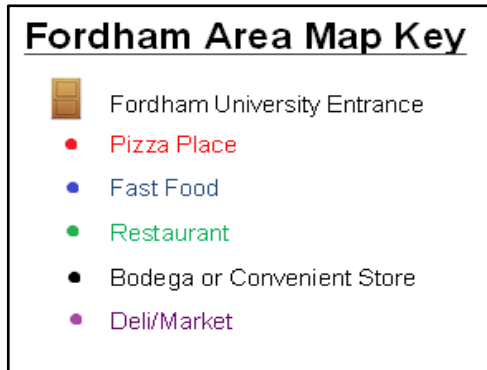 Fordham Area Map Key
Fordham University Entrance
Pizza Place
Fast Food
Restaurant
Bodega or Convenient Store
Deli/Market